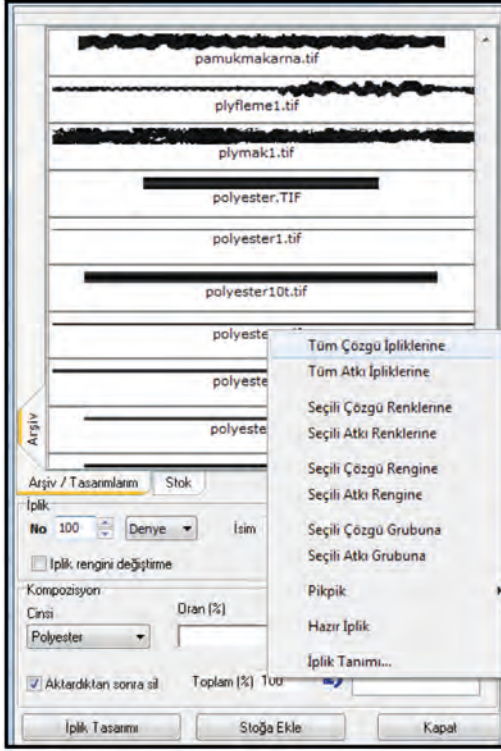 pamukmakarna.tif
plyfleme1.tif
plymak1.tif
polyester.TIF
polyester1.tif
polyester10t.tif
Tüm Çözgü İpliklerine
Tüm Atkı İpliklerine
Seçili Çözgü Renklerine
Seçili Atkı Renklerine
Seçili Çözgü Rengine
Seçili Atkı Rengine
Seçili Çözgü Grubuna
Seçili Atkı Grubuna
Pikpik
Hazır İplik
İplik Tanımı...
Arşiv
Arşiv / Tasarımlarım Stok
İplik
No 100 Denye İsim
İplik rengini değiştirme
Kompozisyon
Cinsi Oran (%)
Polyester
Aktardıktan sonra sil Toplam (%) 100
İplik Tasarımı Stoğa Ekle Kapat